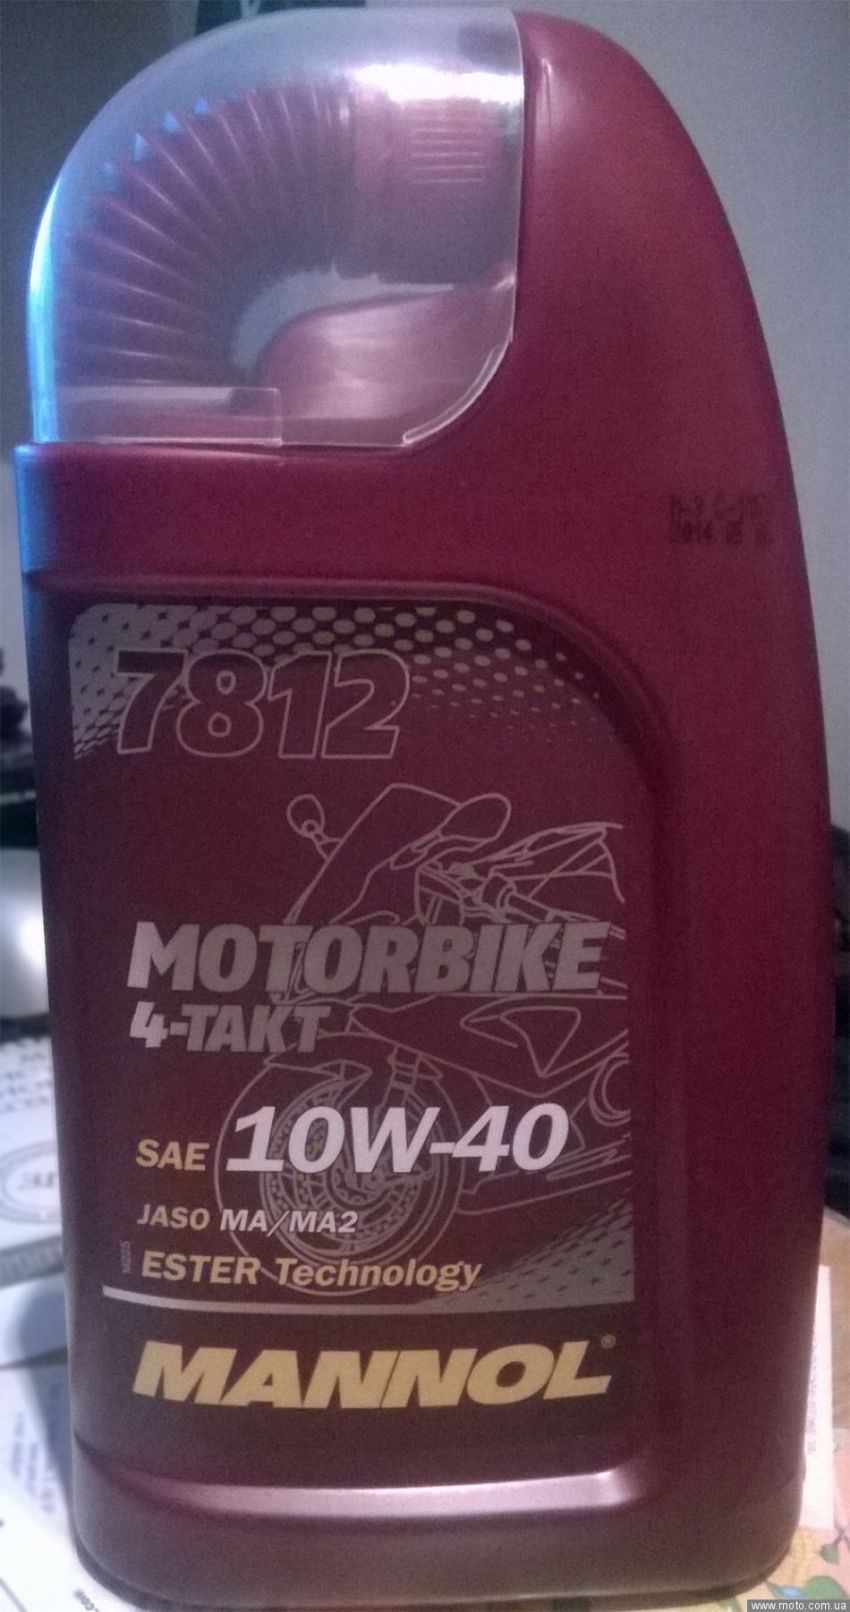 7812
MOTORBIKE
4-TAKT
SAE 10W-40
JASO MA/MA2
ESTER Technology
MANNOL®
www.moto.com.ua